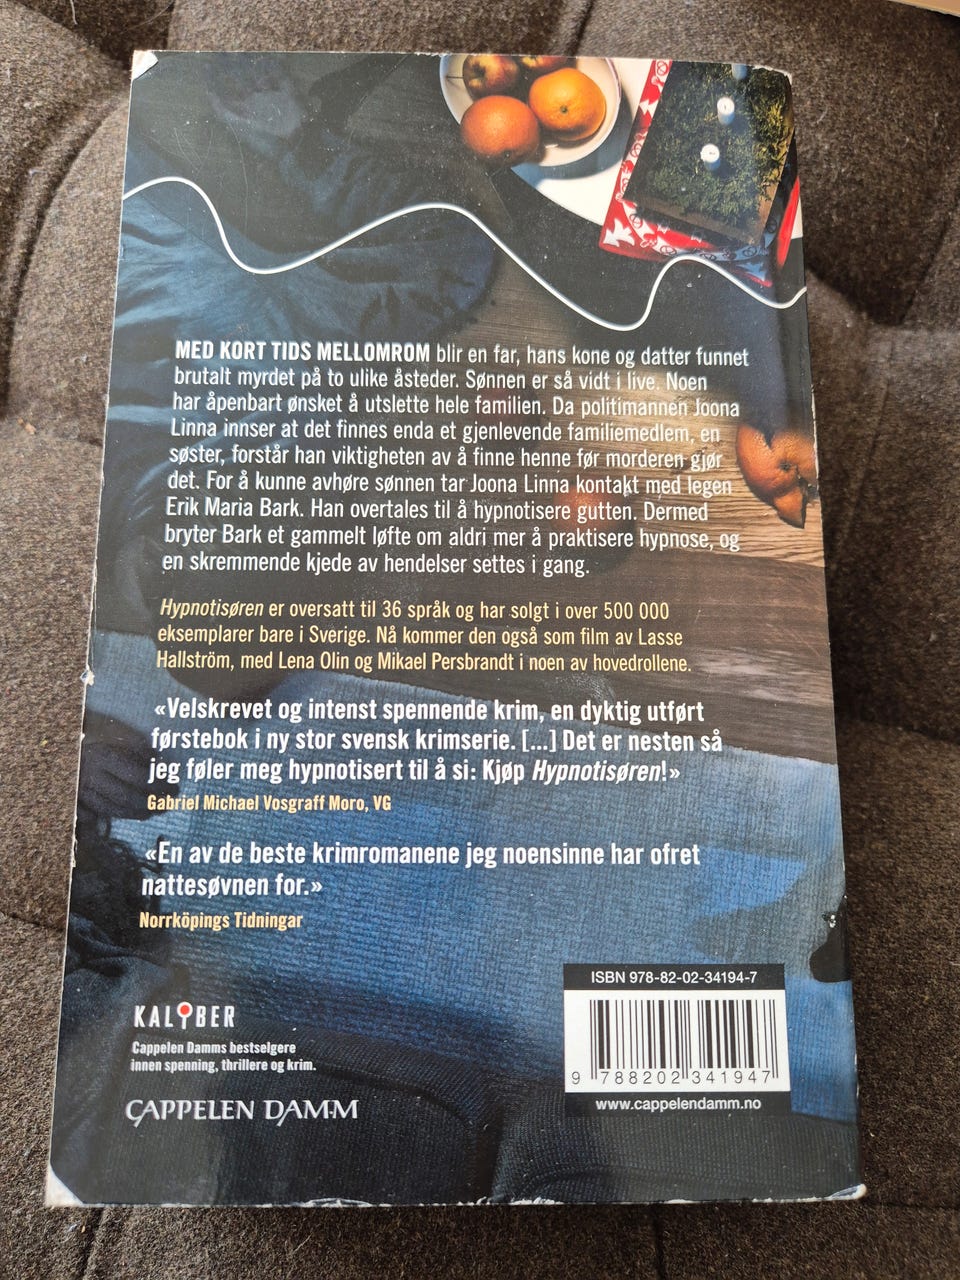 MED KORT TIDS MELLOMROM blir en far, hans kone og datter funnet
brutalt myrdet på to ulike åsteder. Sønnen er så vidt i live. Noen
har åpenbart ønsket å utslette hele familien. Da politimannen Joona
Linna innser at det finnes enda et gjenlevende familiemedlem, en
søster, forstår han viktigheten av å finne henne før morderen gjør
det. For å kunne avhøre sønnen tar Joona Linna kontakt med legen
Erik Maria Bark. Han overtales til å hypnotisere gutten. Dermed
bryter Bark et gammelt løfte om aldri mer å praktisere hypnose, og
en skremmende kjede av hendelser settes i gang.
Hypnotisøren er oversatt til 36 språk og har solgt i over 500 000
eksemplarer bare i Sverige. Nå kommer den også som film av Lasse
Hallström, med Lena Olin og Mikael Persbrandt i noen av hovedrollene.
«Velskrevet og intenst spennende krim, en dyktig utført
førstebok i ny stor svensk krimserie. [...] Det er nesten så
jeg føler meg hypnotisert til å si: Kjøp Hypnotisøren!»
Gabriel Michael Vosgraff Moro, VG
«En av de beste krimromanene jeg noensinne har ofret
nattesøvnen for.»
Norrköpings Tidningar
KALIBER
Cappelen Damms bestselgere
innen spenning, thrillere og krim.
CAPPELEN DAMM
ISBN 978-82-02-34194-7
9 788202 341947
www.cappelendamm.no